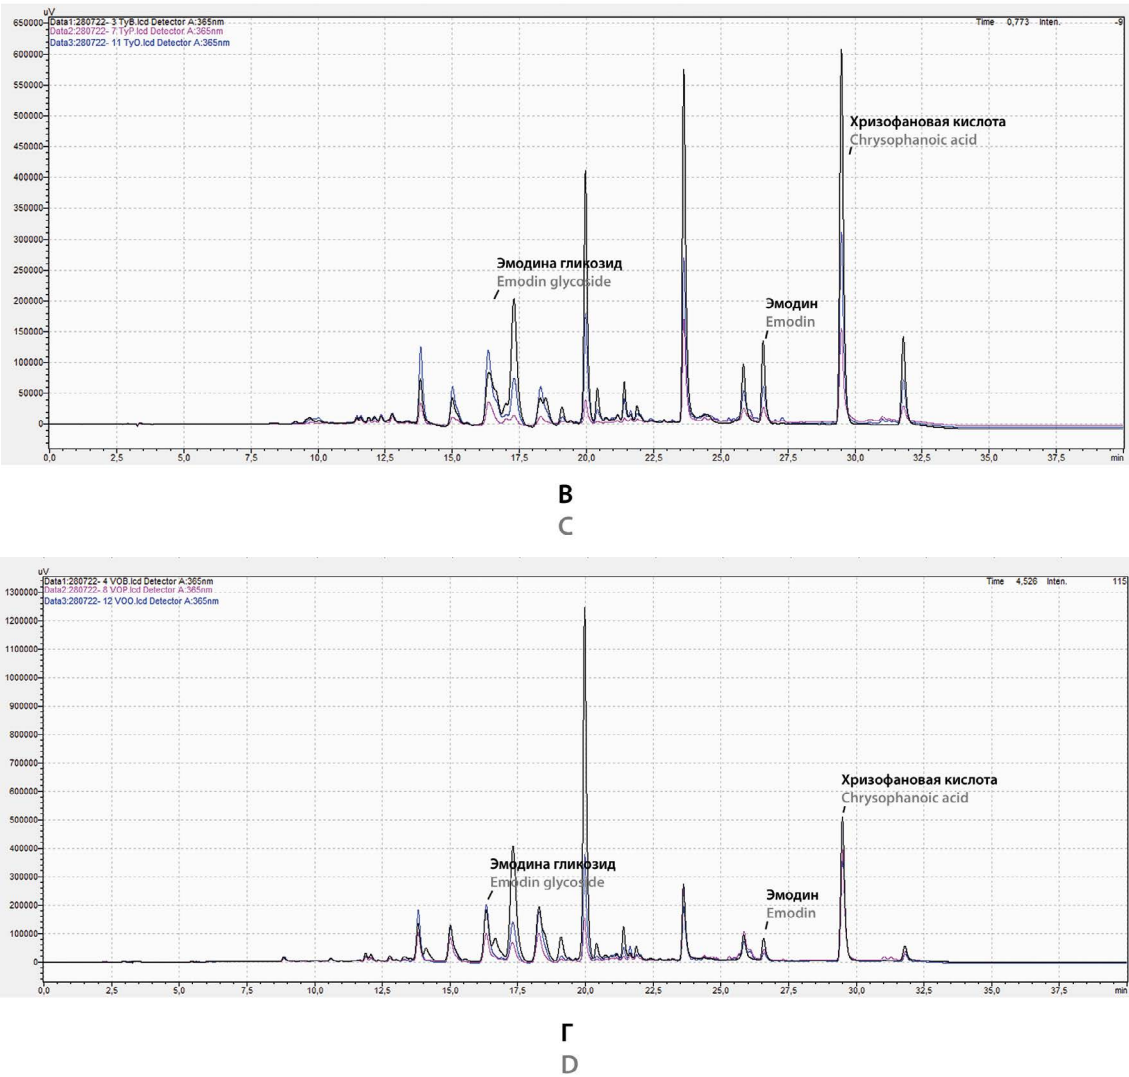 uV
Data1:280722- 3 TyB.lcd Detector A:365nm
Data2:280722- 7 TyP.lcd Detector A:365nm
Data3:280722- 11 TyO.lcd Detector A:365nm
Time 0,773 Inten. -9
650000
600000
550000
500000
450000
400000
350000
300000
250000
200000
150000
100000
50000
0
Хризофановая кислота
Chrysophanoic acid
Эмодина гликозид
Emodin glycoside
Эмодин
Emodin
0,0 2,5 5,0 7,5 10,0 12,5 15,0 17,5 20,0 22,5 25,0 27,5 30,0 32,5 35,0 37,5 min
В
C
uV
Data1:280722- 4 VOB.lcd Detector A:365nm
Data2:280722- 8 VOP.lcd Detector A:365nm
Data3:280722- 12 VOO.lcd Detector A:365nm
Time 4,526 Inten. 115
1300000
1200000
1100000
1000000
900000
800000
700000
600000
500000
400000
300000
200000
100000
0
Хризофановая кислота
Chrysophanoic acid
Эмодина гликозид
Emodin glycoside
Эмодин
Emodin
0,0 2,5 5,0 7,5 10,0 12,5 15,0 17,5 20,0 22,5 25,0 27,5 30,0 32,5 35,0 37,5 min
Г
D